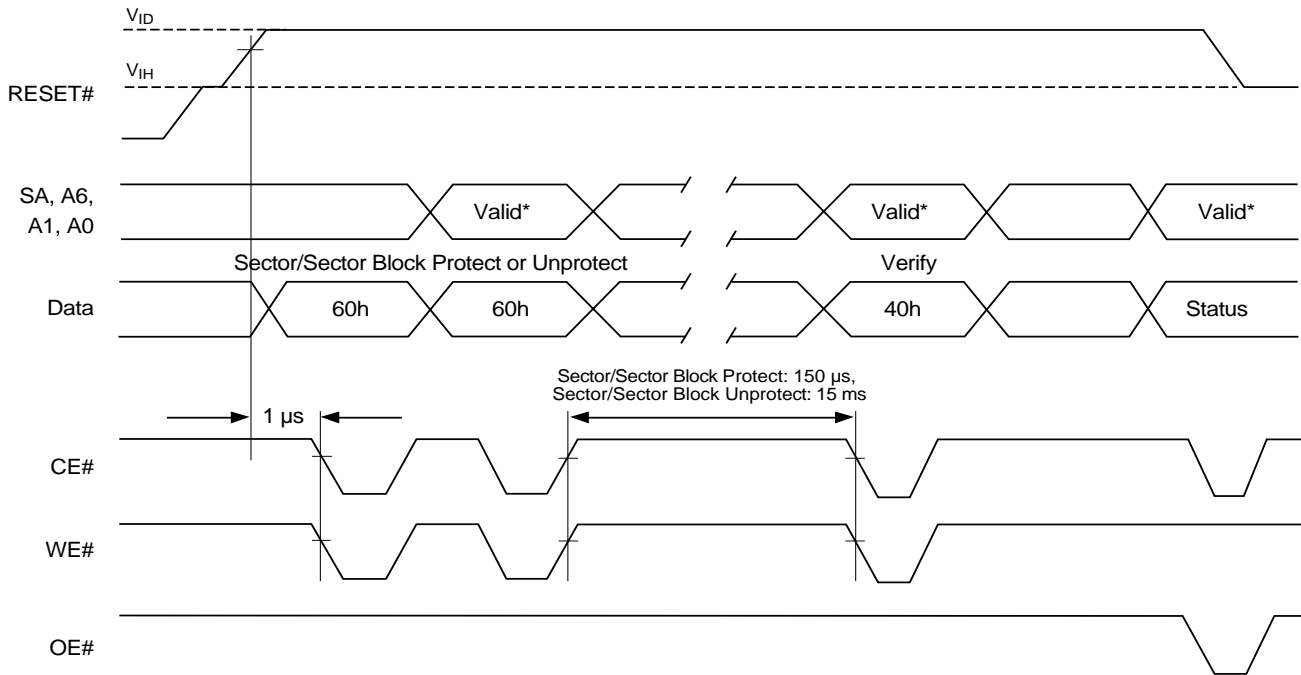 VID
VIH
RESET#
SA, A6,
A1, A0
Valid*
Valid*
Valid*
Sector/Sector Block Protect or Unprotect
Verify
Data
60h
60h
40h
Status
Sector/Sector Block Protect: 150 µs,
Sector/Sector Block Unprotect: 15 ms
1 µs
CE#
WE#
OE#